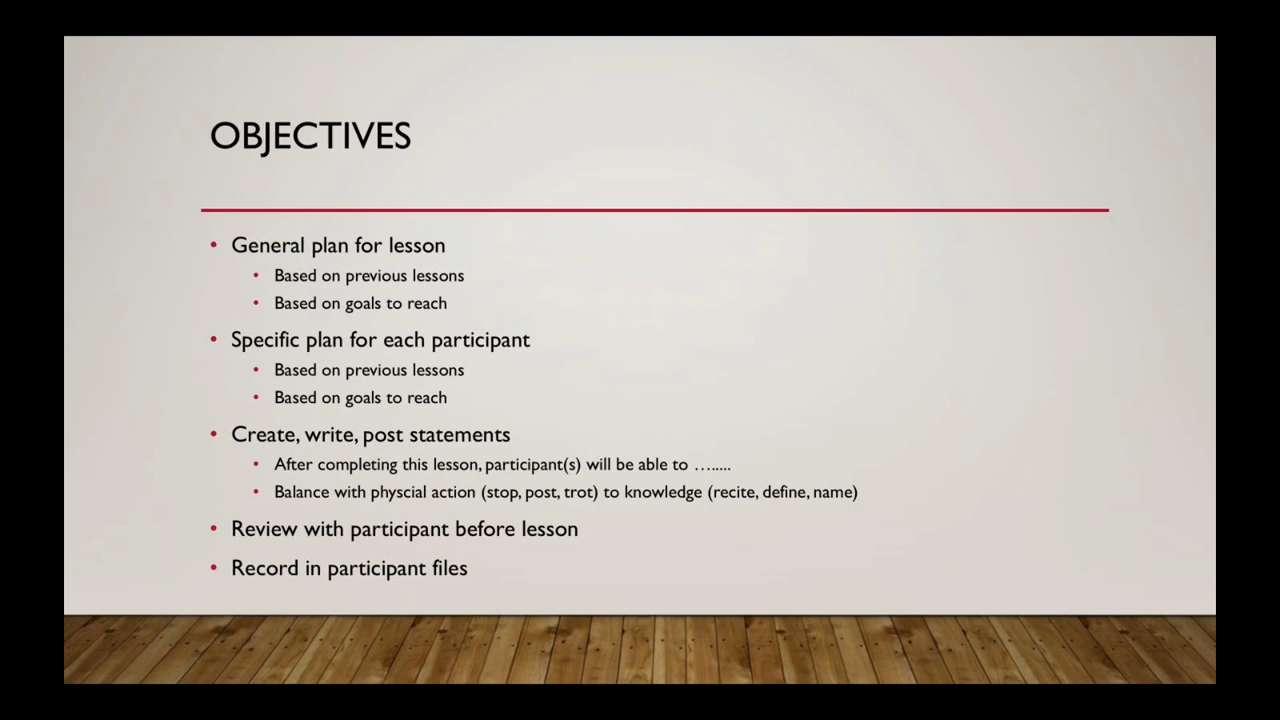 OBJECTIVES
• General plan for lesson
• Based on previous lessons
• Based on goals to reach
• Specific plan for each participant
• Based on previous lessons
• Based on goals to reach
• Create, write, post statements
• After completing this lesson, participant(s) will be able to ….....
• Balance with physcial action (stop, post, trot) to knowledge (recite, define, name)
• Review with participant before lesson
• Record in participant files